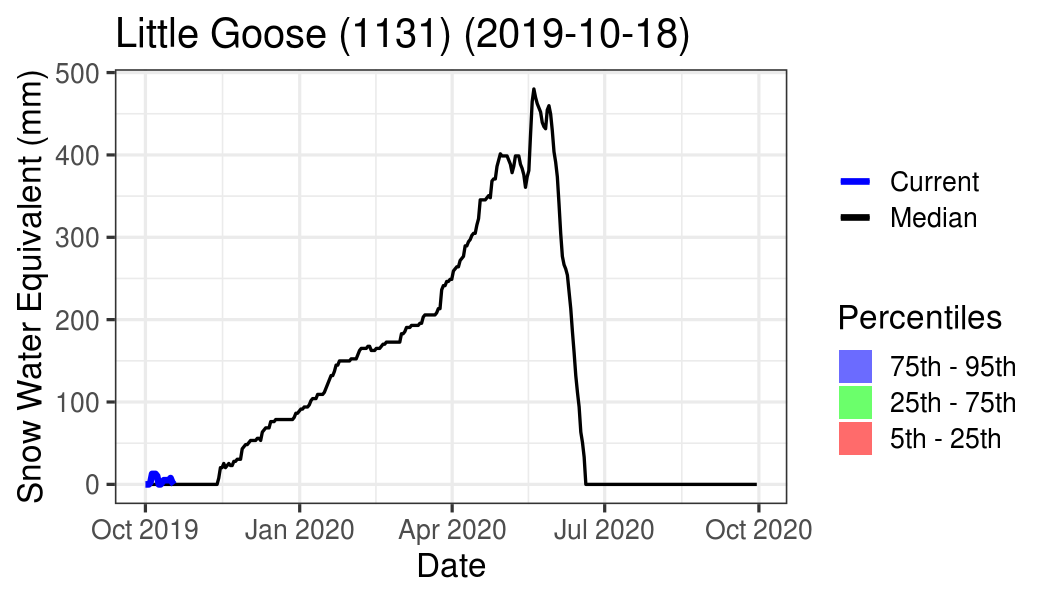 Little Goose (1131) (2019-10-18)
Snow Water Equivalent (mm)
500
400
300
200
100
0
Oct 2019
Jan 2020
Apr 2020
Jul 2020
Oct 2020
Date
Current
Median
Percentiles
75th - 95th
25th - 75th
5th - 25th